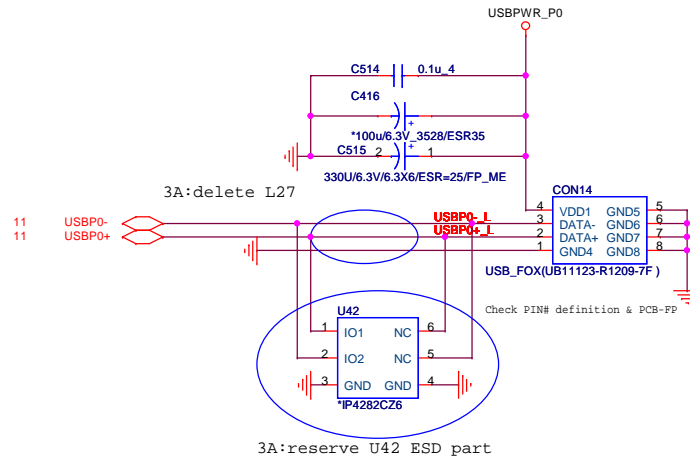 USBPWR_P0
C514 0.1u_4
C416
+
*100u/6.3V_3528/ESR35
C515 2 1
+
330U/6.3V/6.3X6/ESR=25/FP_ME
3A:delete L27
CON14
4 VDD1 GND5 5
11 USBP0- USBP0-_L 3 DATA- GND6 6
11 USBP0+ USBP0+_L 2 DATA+ GND7 7
1 GND4 GND8 8
USB_FOX(UB11123-R1209-7F )
Check PIN# definition & PCB-FP
U42
1 IO1 NC 6
2 IO2 NC 5
3 GND GND 4
*IP4282CZ6
3A:reserve U42 ESD part